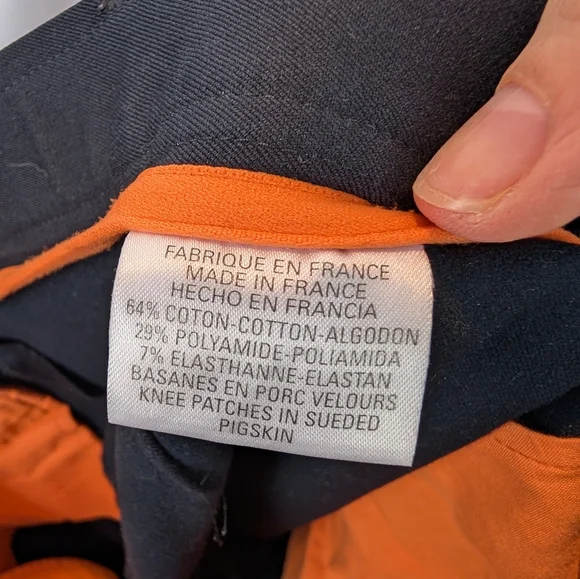 FABRIQUE EN FRANCE
MADE IN FRANCE
HECHO EN FRANCIA
64% COTON-COTTON-ALGODON
29% POLYAMIDE-POLIAMIDA
7% ELASTHANNE-ELASTAN
BASANES EN PORC VELOURS
KNEE PATCHES IN SUEDED
PIGSKIN